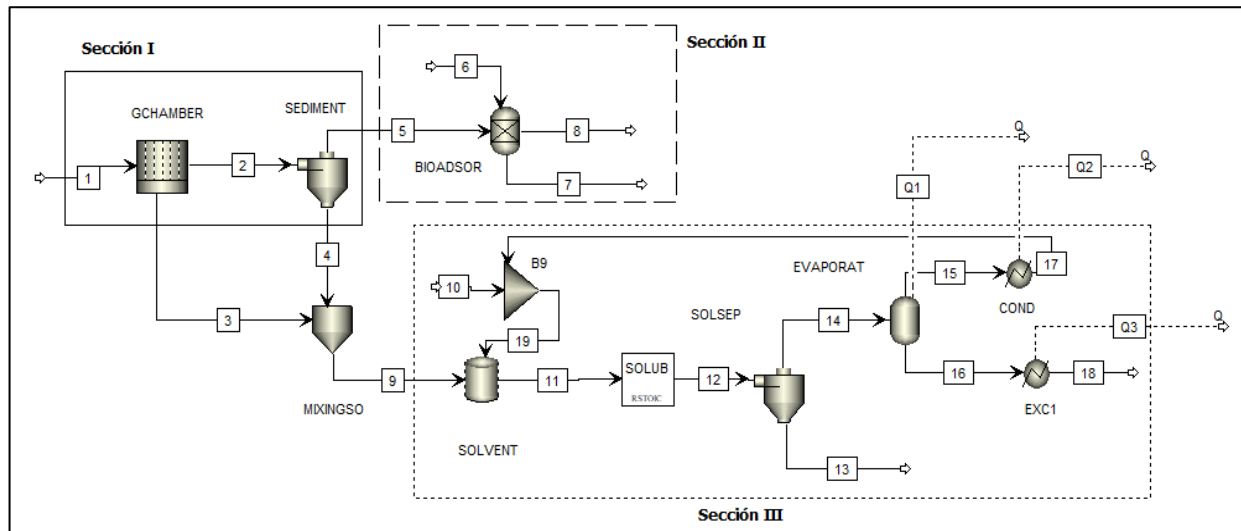 Sección I
Sección II
GCHAMBER
SEDIMENT
1
2
5
6
BIOADSOR
8
7
4
3
MIXINGSO
9
Q
Q1
Q2
Q
B9
10
19
SOLVENT
11
SOLUB
RSTOIC
12
SOLSEP
13
14
EVAPORAT
15
COND
17
16
EXC1
Q3
Q
18
Sección III